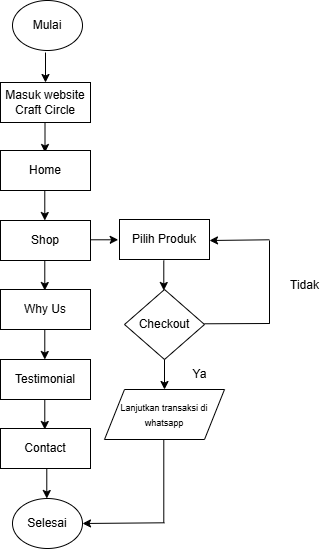 Mulai
Masuk website
Craft Circle
Home
Shop
Pilih Produk
Tidak
Why Us
Checkout
Ya
Testimonial
Lanjutkan transaksi di
whatsapp
Contact
Selesai